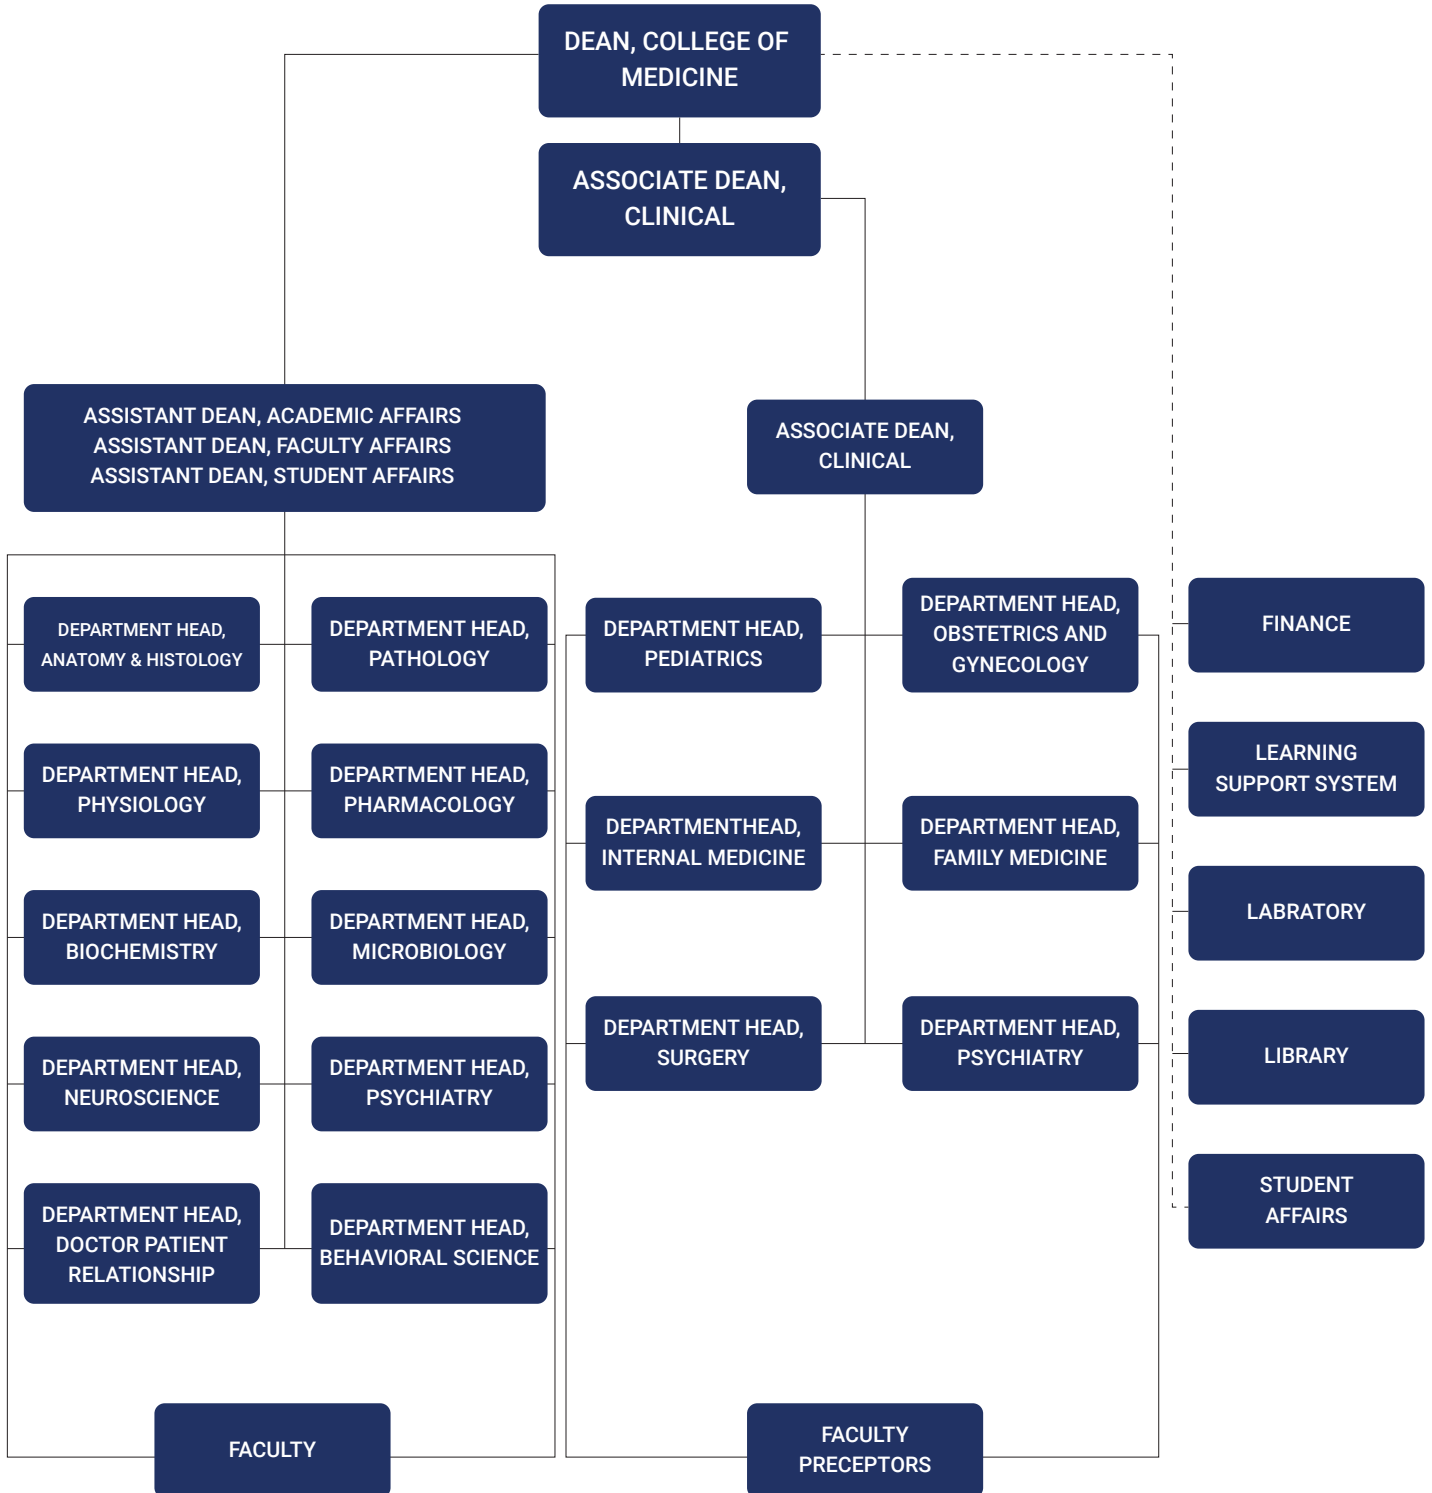 DEAN, COLLEGE OF
MEDICINE
ASSOCIATE DEAN,
CLINICAL
ASSISTANT DEAN, ACADEMIC AFFAIRS
ASSISTANT DEAN, FACULTY AFFAIRS
ASSISTANT DEAN, STUDENT AFFAIRS
ASSOCIATE DEAN,
CLINICAL
DEPARTMENT HEAD,
ANATOMY & HISTOLOGY
DEPARTMENT HEAD,
PATHOLOGY
DEPARTMENT HEAD,
PHYSIOLOGY
DEPARTMENT HEAD,
PHARMACOLOGY
DEPARTMENT HEAD,
BIOCHEMISTRY
DEPARTMENT HEAD,
MICROBIOLOGY
DEPARTMENT HEAD,
NEUROSCIENCE
DEPARTMENT HEAD,
PSYCHIATRY
DEPARTMENT HEAD,
DOCTOR PATIENT
RELATIONSHIP
DEPARTMENT HEAD,
BEHAVIORAL SCIENCE
FACULTY
DEPARTMENT HEAD,
PEDIATRICS
DEPARTMENT HEAD,
OBSTETRICS AND
GYNECOLOGY
DEPARTMENTHEAD,
INTERNAL MEDICINE
DEPARTMENT HEAD,
FAMILY MEDICINE
DEPARTMENT HEAD,
SURGERY
DEPARTMENT HEAD,
PSYCHIATRY
FACULTY
PRECEPTORS
FINANCE
LEARNING
SUPPORT SYSTEM
LABRATORY
LIBRARY
STUDENT
AFFAIRS